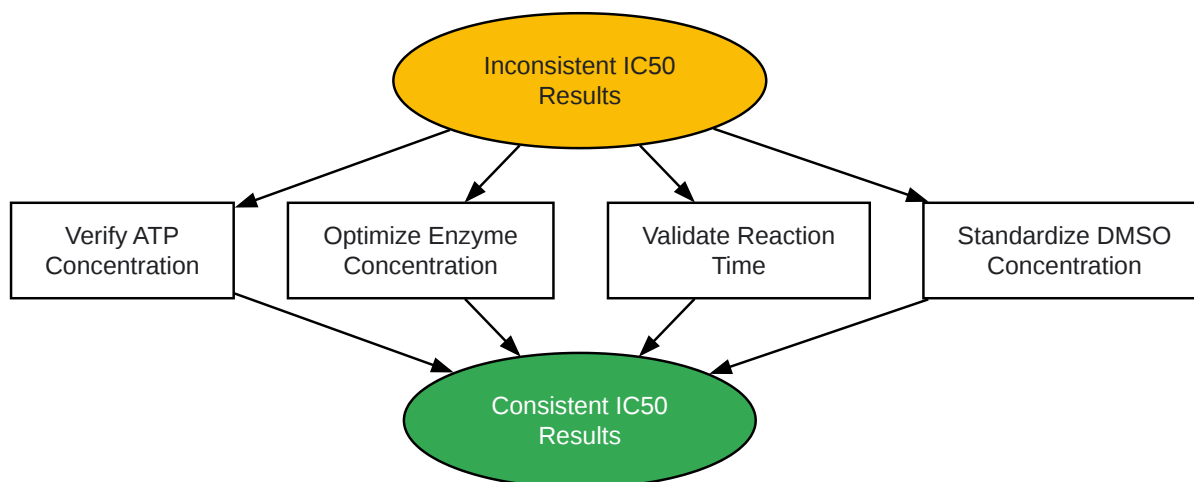 Inconsistent IC50
Results
Verify ATP
Concentration
Optimize Enzyme
Concentration
Validate Reaction
Time
Standardize DMSO
Concentration
Consistent IC50
Results